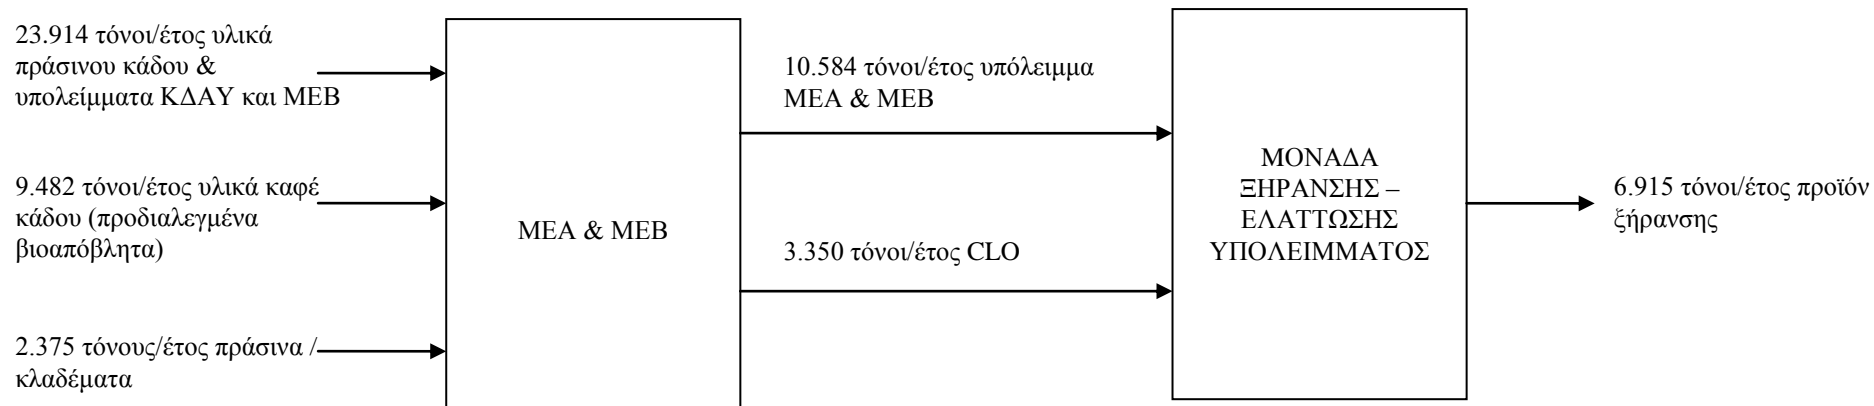 23.914 τόνοι/έτος υλικά
πράσινου κάδου &
υπολείμματα ΚΔΑΥ και ΜΕΒ
9.482 τόνοι/έτος υλικά καφέ
κάδου (προδιαλεγμένα
βιοαπόβλητα)
2.375 τόνους/έτος πράσινα /
κλαδέματα
ΜΕΑ & ΜΕΒ
10.584 τόνοι/έτος υπόλειμμα
ΜΕΑ & ΜΕΒ
3.350 τόνοι/έτος CLO
ΜΟΝΑΔΑ
ΞΗΡΑΝΣΗΣ –
ΕΛΑΤΤΩΣΗΣ
ΥΠΟΛΕΙΜΜΑΤΟΣ
6.915 τόνοι/έτος προϊόν
ξήρανσης